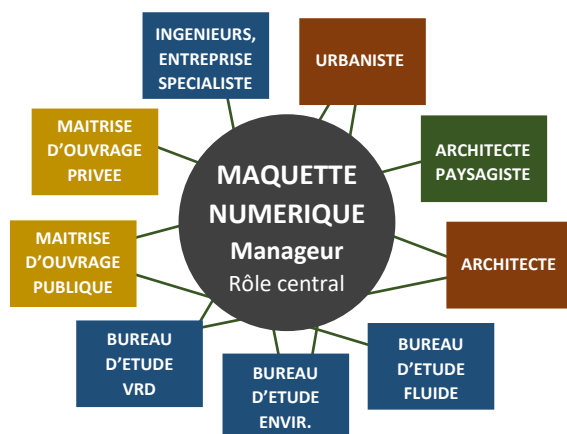 INGENIEURS,
ENTREPRISE
SPECIALISTE
URBANISTE
MAITRISE
D'OUVRAGE
PRIVEE
ARCHITECTE
PAYSAGISTE
MAQUETTE
NUMERIQUE
Manageur
Rôle central
MAITRISE
D'OUVRAGE
PUBLIQUE
ARCHITECTE
BUREAU
D'ETUDE
VRD
BUREAU
D'ETUDE
ENVIR.
BUREAU
D'ETUDE
FLUIDE